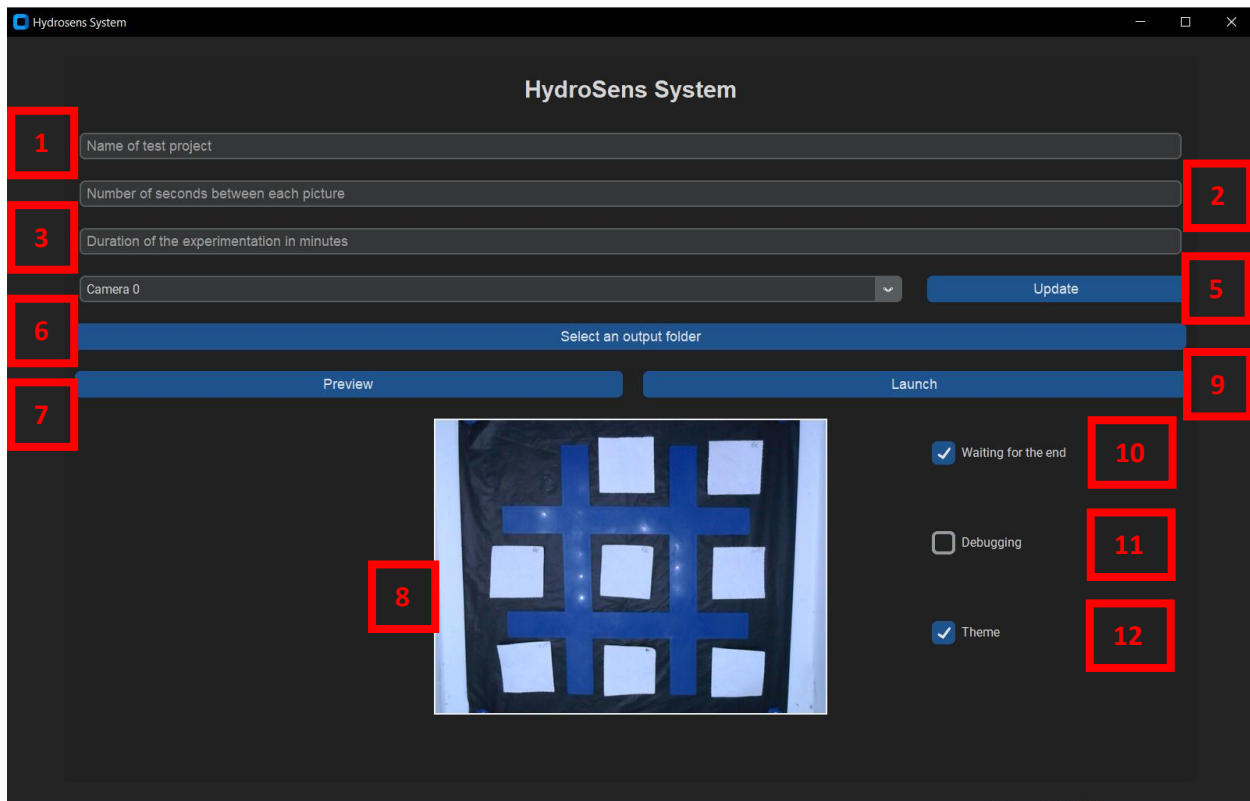 Hydrosens System
HydroSens System
1
Name of test project
Number of seconds between each picture
2
3
Duration of the experimentation in minutes
Camera 0
Update
5
6
Select an output folder
Preview
Launch
9
7
Waiting for the end
10
Debugging
11
8
Theme
12